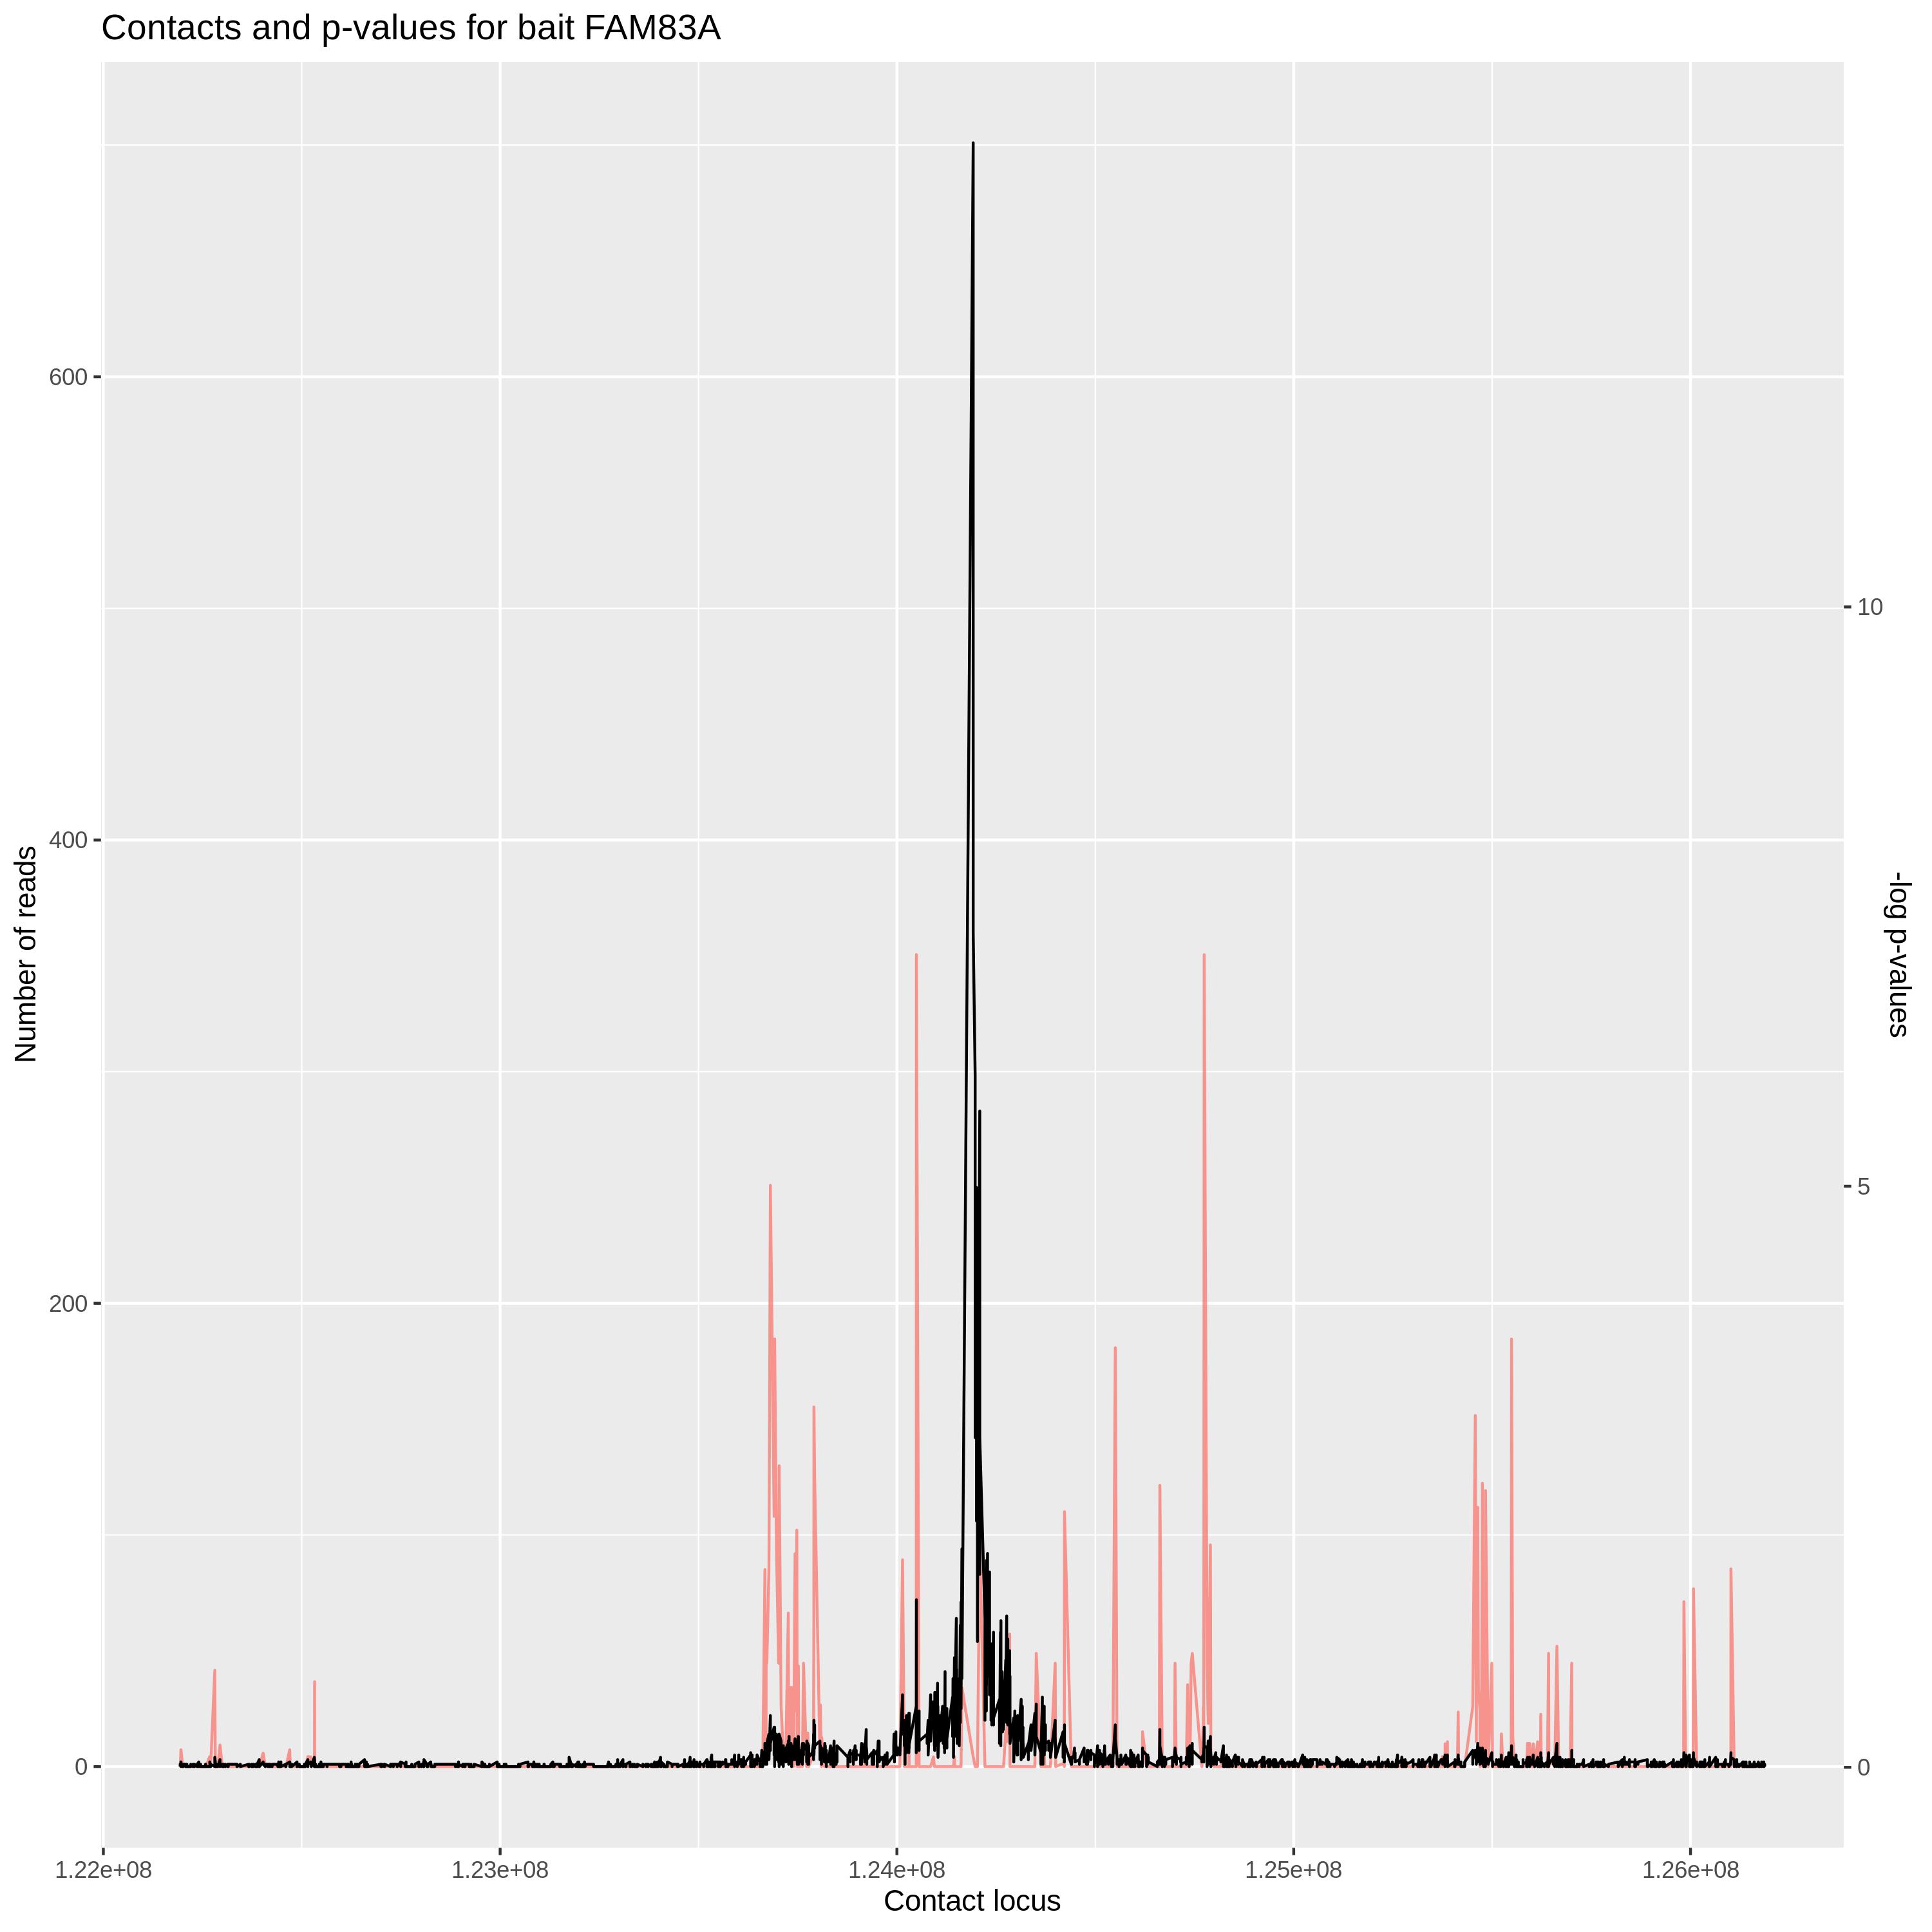 Contacts and p-values for bait FAM83A
600
400
200
0
Number of reads
10
5
0
-log p-values
1.22e+08
1.23e+08
1.24e+08
1.25e+08
1.26e+08
Contact locus